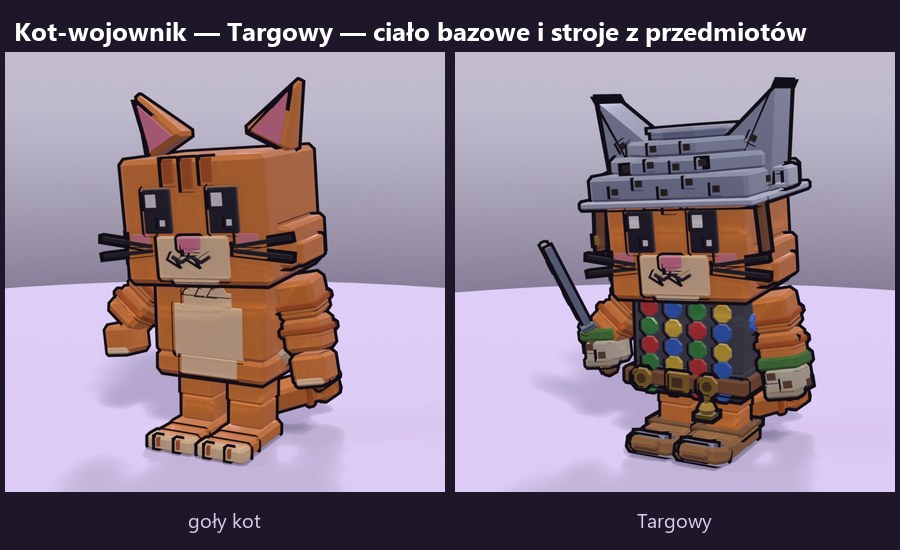 Kot-wojownik — Targowy — ciało bazowe i stroje z przedmiotów
goły kot
Targowy